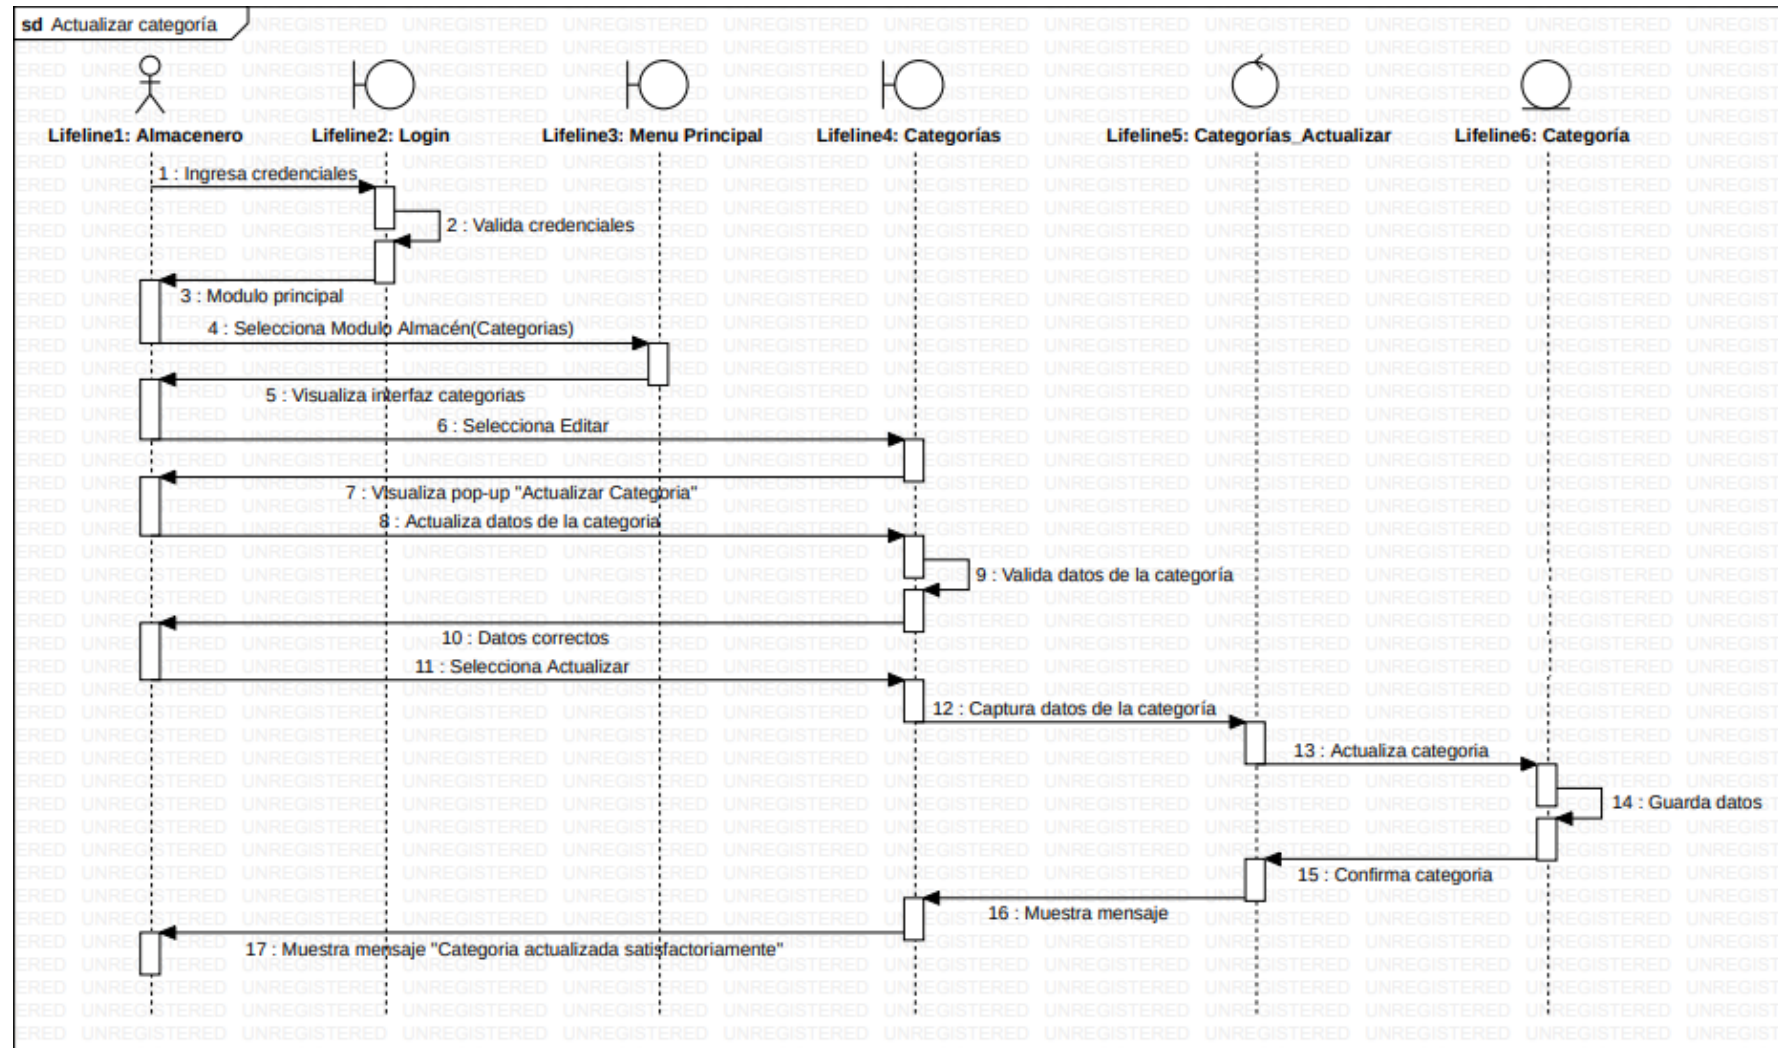 sd Actualizar categoría
Lifeline1: Almacenero
Lifeline2: Login
Lifeline3: Menu Principal
Lifeline4: Categorías
Lifeline5: Categorías_Actualizar
Lifeline6: Categoría
1 : Ingresa credenciales
2 : Valida credenciales
3 : Modulo principal
4 : Selecciona Modulo Almacén(Categorias)
5 : Visualiza interfaz categorias
6 : Selecciona Editar
7 : Visualiza pop-up "Actualizar Categoria"
8 : Actualiza datos de la categoria
9 : Valida datos de la categoría
10 : Datos correctos
11 : Selecciona Actualizar
12 : Captura datos de la categoría
13 : Actualiza categoria
14 : Guarda datos
15 : Confirma categoria
16 : Muestra mensaje
17 : Muestra mensaje "Categoria actualizada satisfactoriamente"
UNREGISTERED